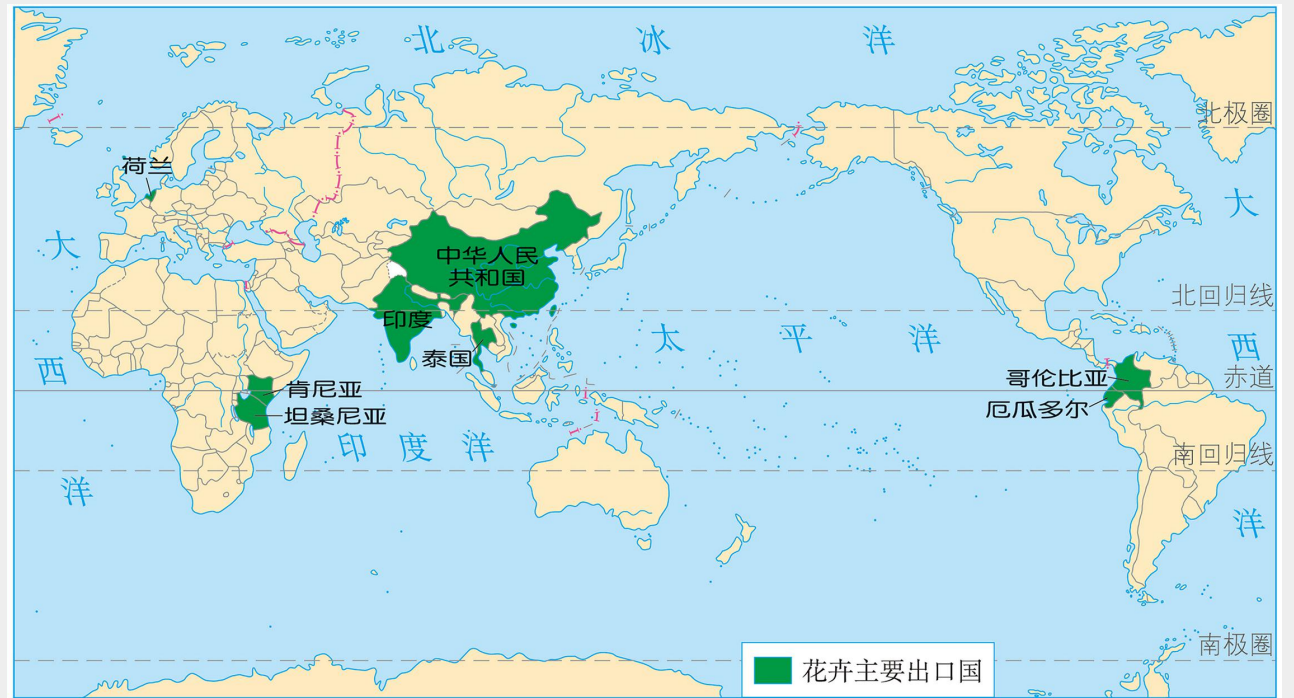 北 冰 洋
北极圈
荷兰
大
大
中华人民
共和国
北回归线
印度
太 平 洋
西
泰国
西
哥伦比亚
赤道
肯尼亚
厄瓜多尔
坦桑尼亚
印 度 洋
南回归线
洋
洋
南极圈
花卉主要出口国